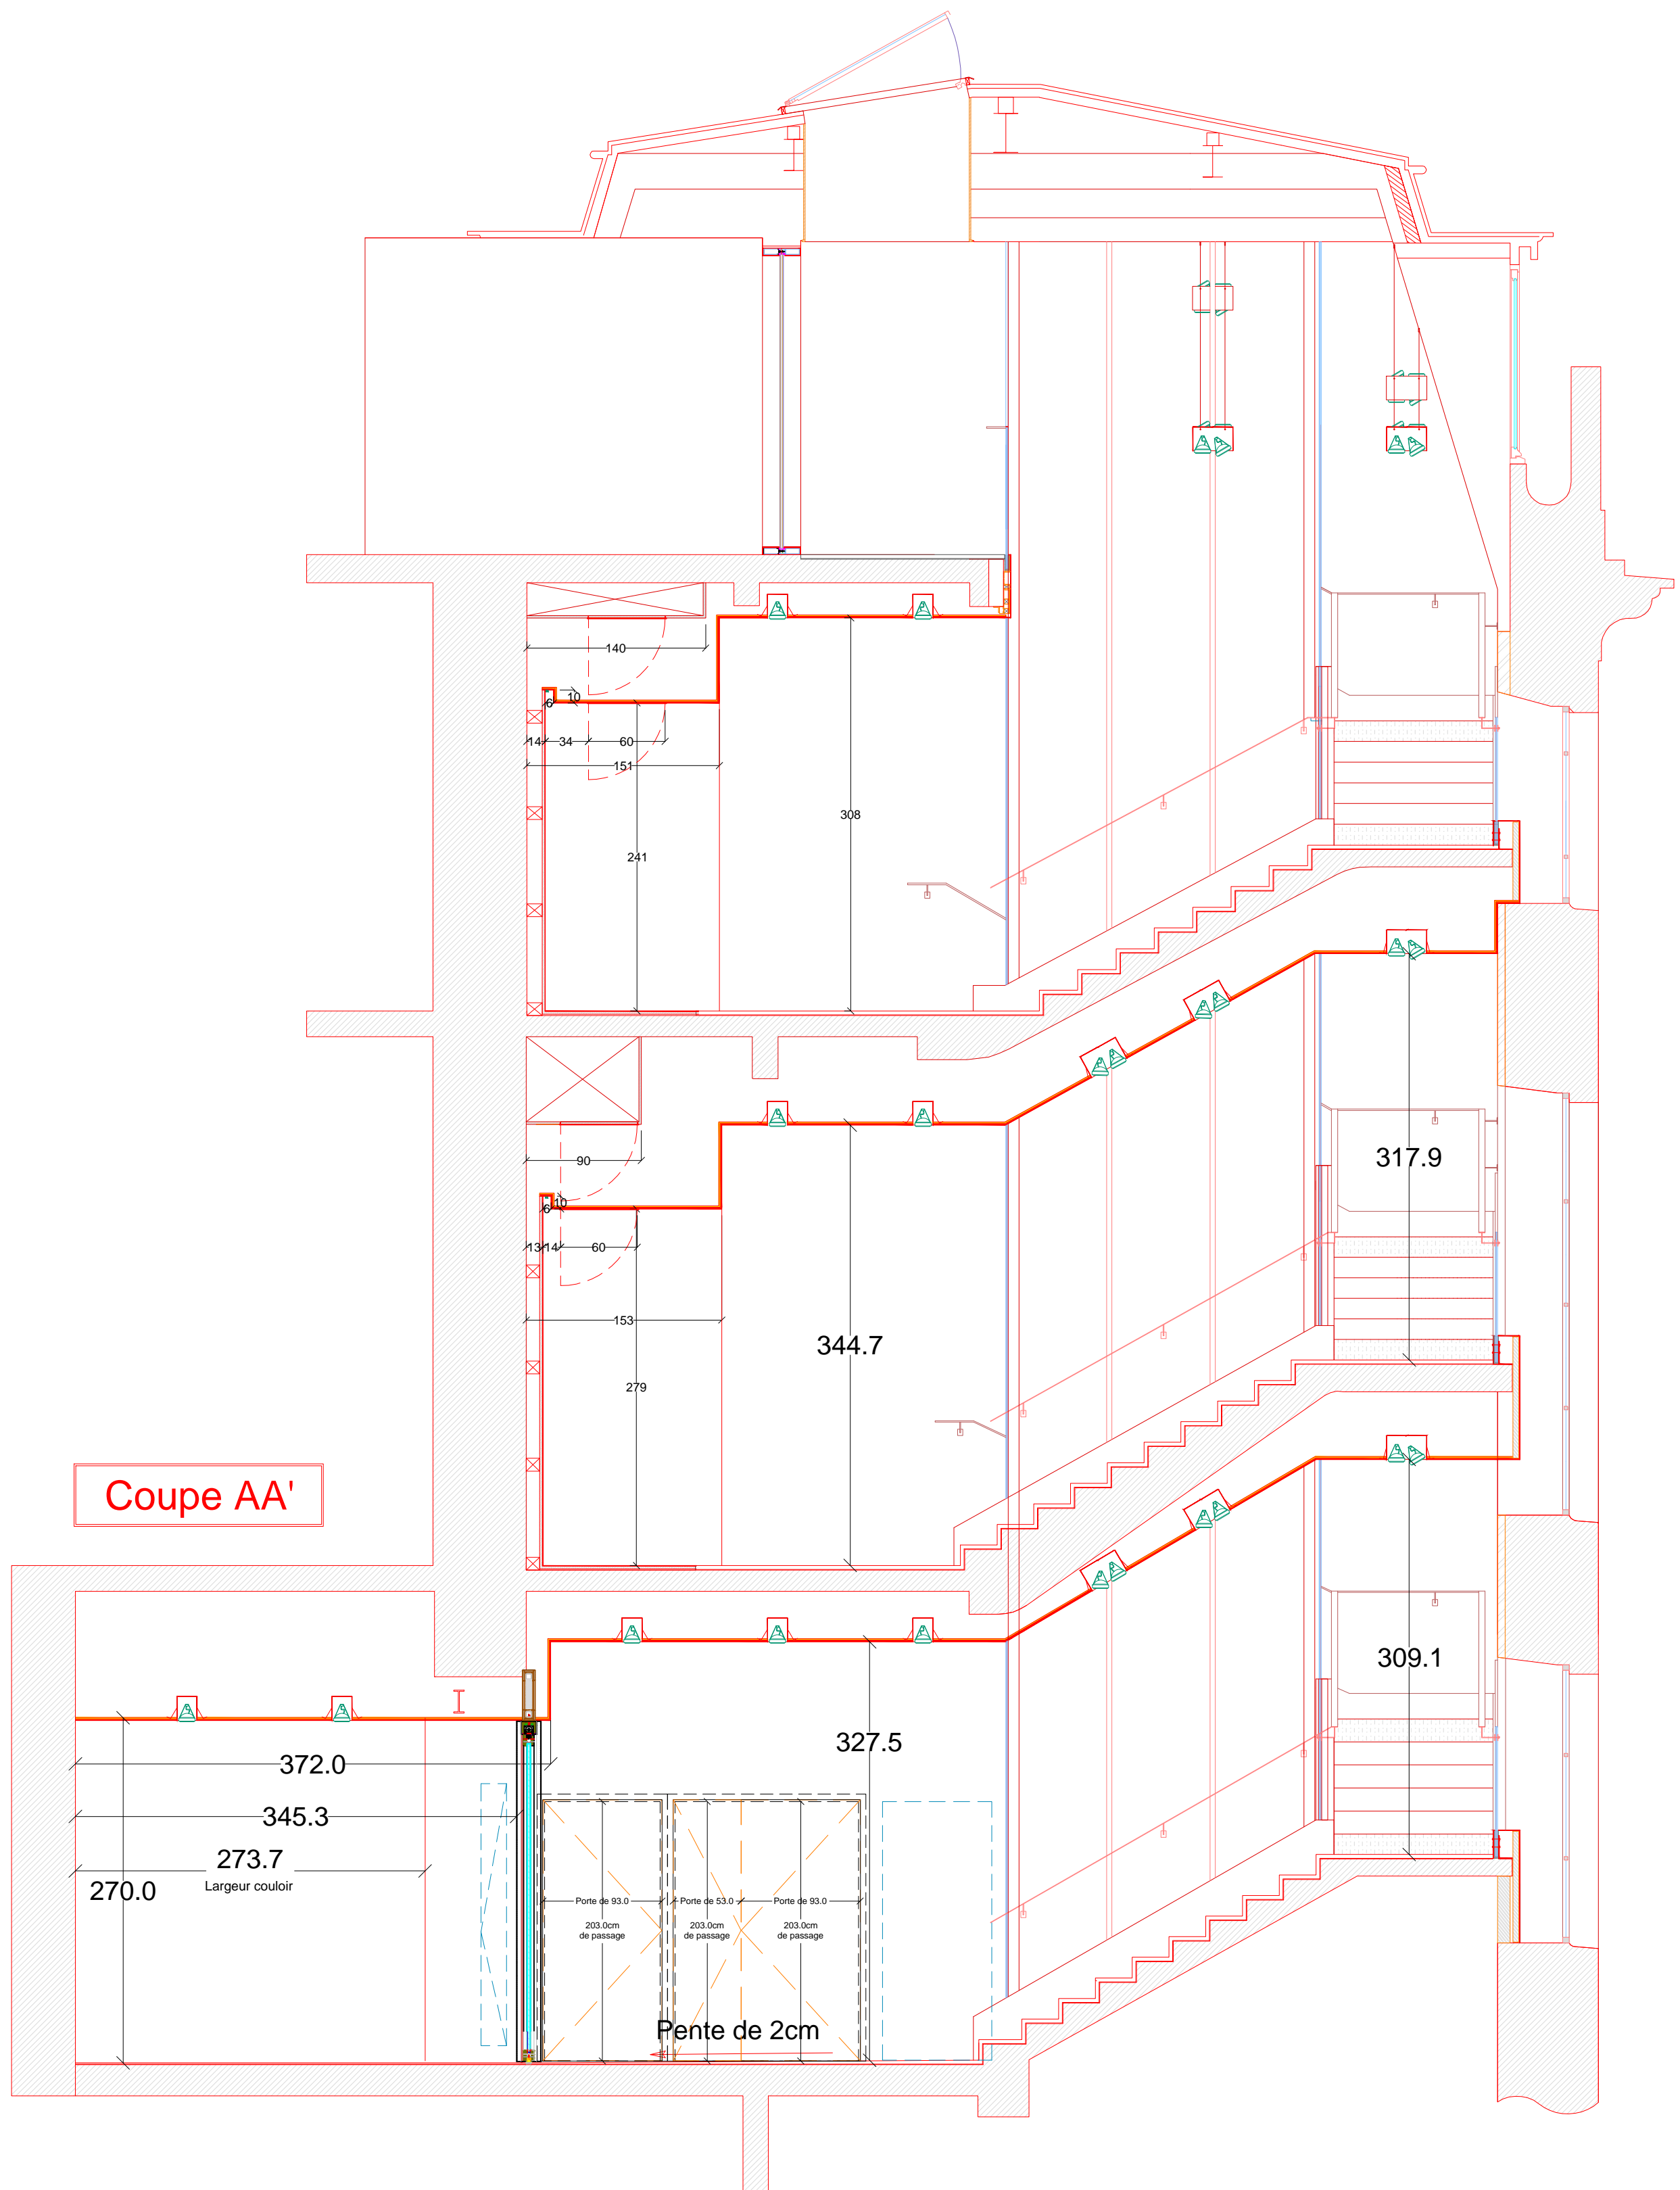 140
10
6
14
34
60
151
308
241
90
10
6
13
14
60
317.9
153
344.7
279
Coupe AA'
309.1
327.5
372.0
345.3
273.7
Largeur couloir
270.0
Porte de 93.0
Porte de 53.0
Porte de 93.0
203.0cm
de passage
203.0cm
de passage
203.0cm
de passage
Pente de 2cm